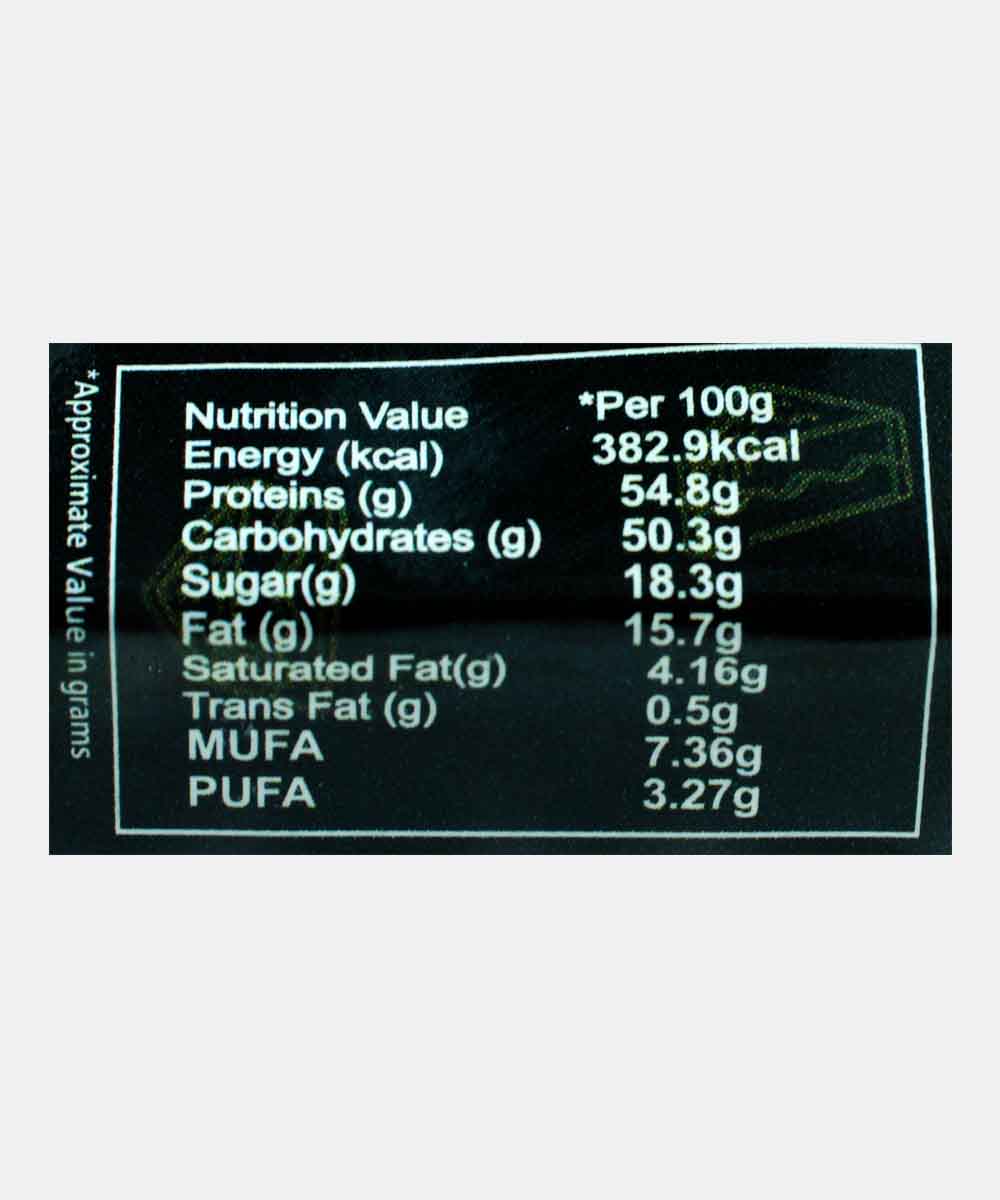 Nutrition Value *Per 100g
Energy (kcal) 382.9kcal
Proteins (g) 54.8g
Carbohydrates (g) 50.3g
Sugar(g) 18.3g
Fat (g) 15.7g
Saturated Fat(g) 4.16g
Trans Fat (g) 0.5g
MUFA 7.36g
PUFA 3.27g
*Approximate Value in grams